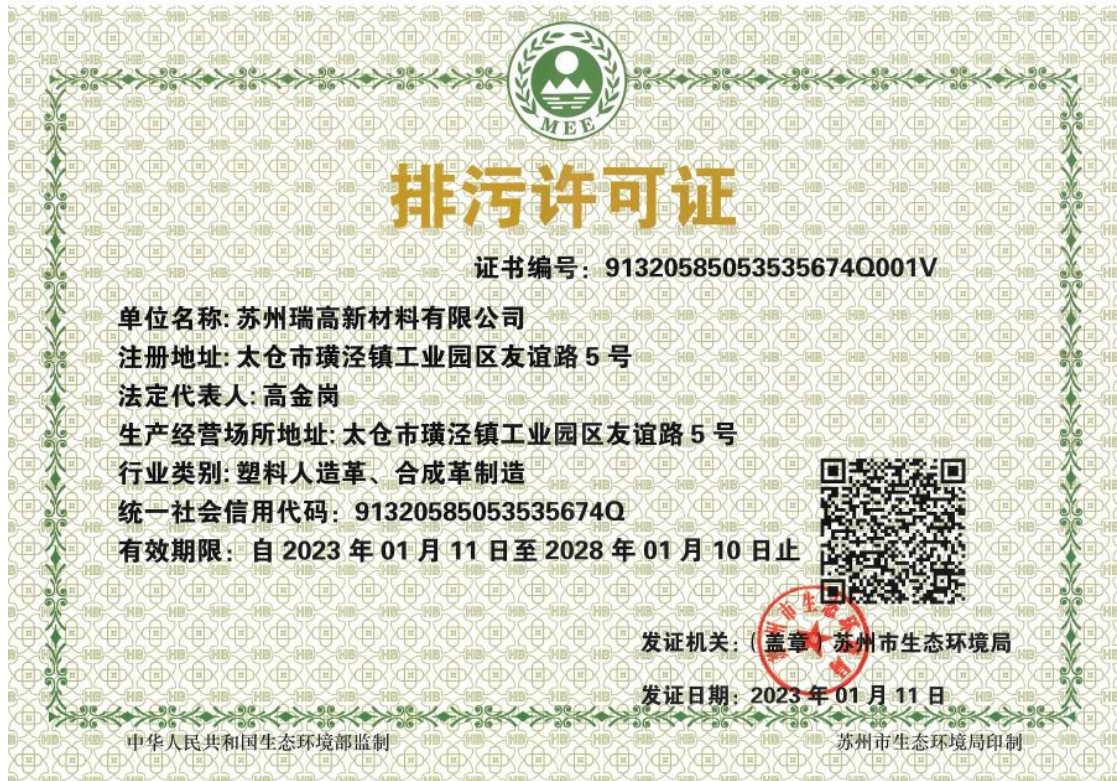 MEE
排污许可证
证书编号：91320585053535674Q001V
单位名称:苏州瑞高新材料有限公司
注册地址:太仓市璜泾镇工业园区友谊路5号
法定代表人:高金岗
生产经营场所地址:太仓市璜泾镇工业园区友谊路5号
行业类别:塑料人造革、合成革制造
统一社会信用代码：91320585053535674Q
有效期限：自2023年01月11日至2028年01月10日止
发证机关：（盖章）苏州市生态环境局
发证日期：2023年01月11日
中华人民共和国生态环境部监制
苏州市生态环境局印制